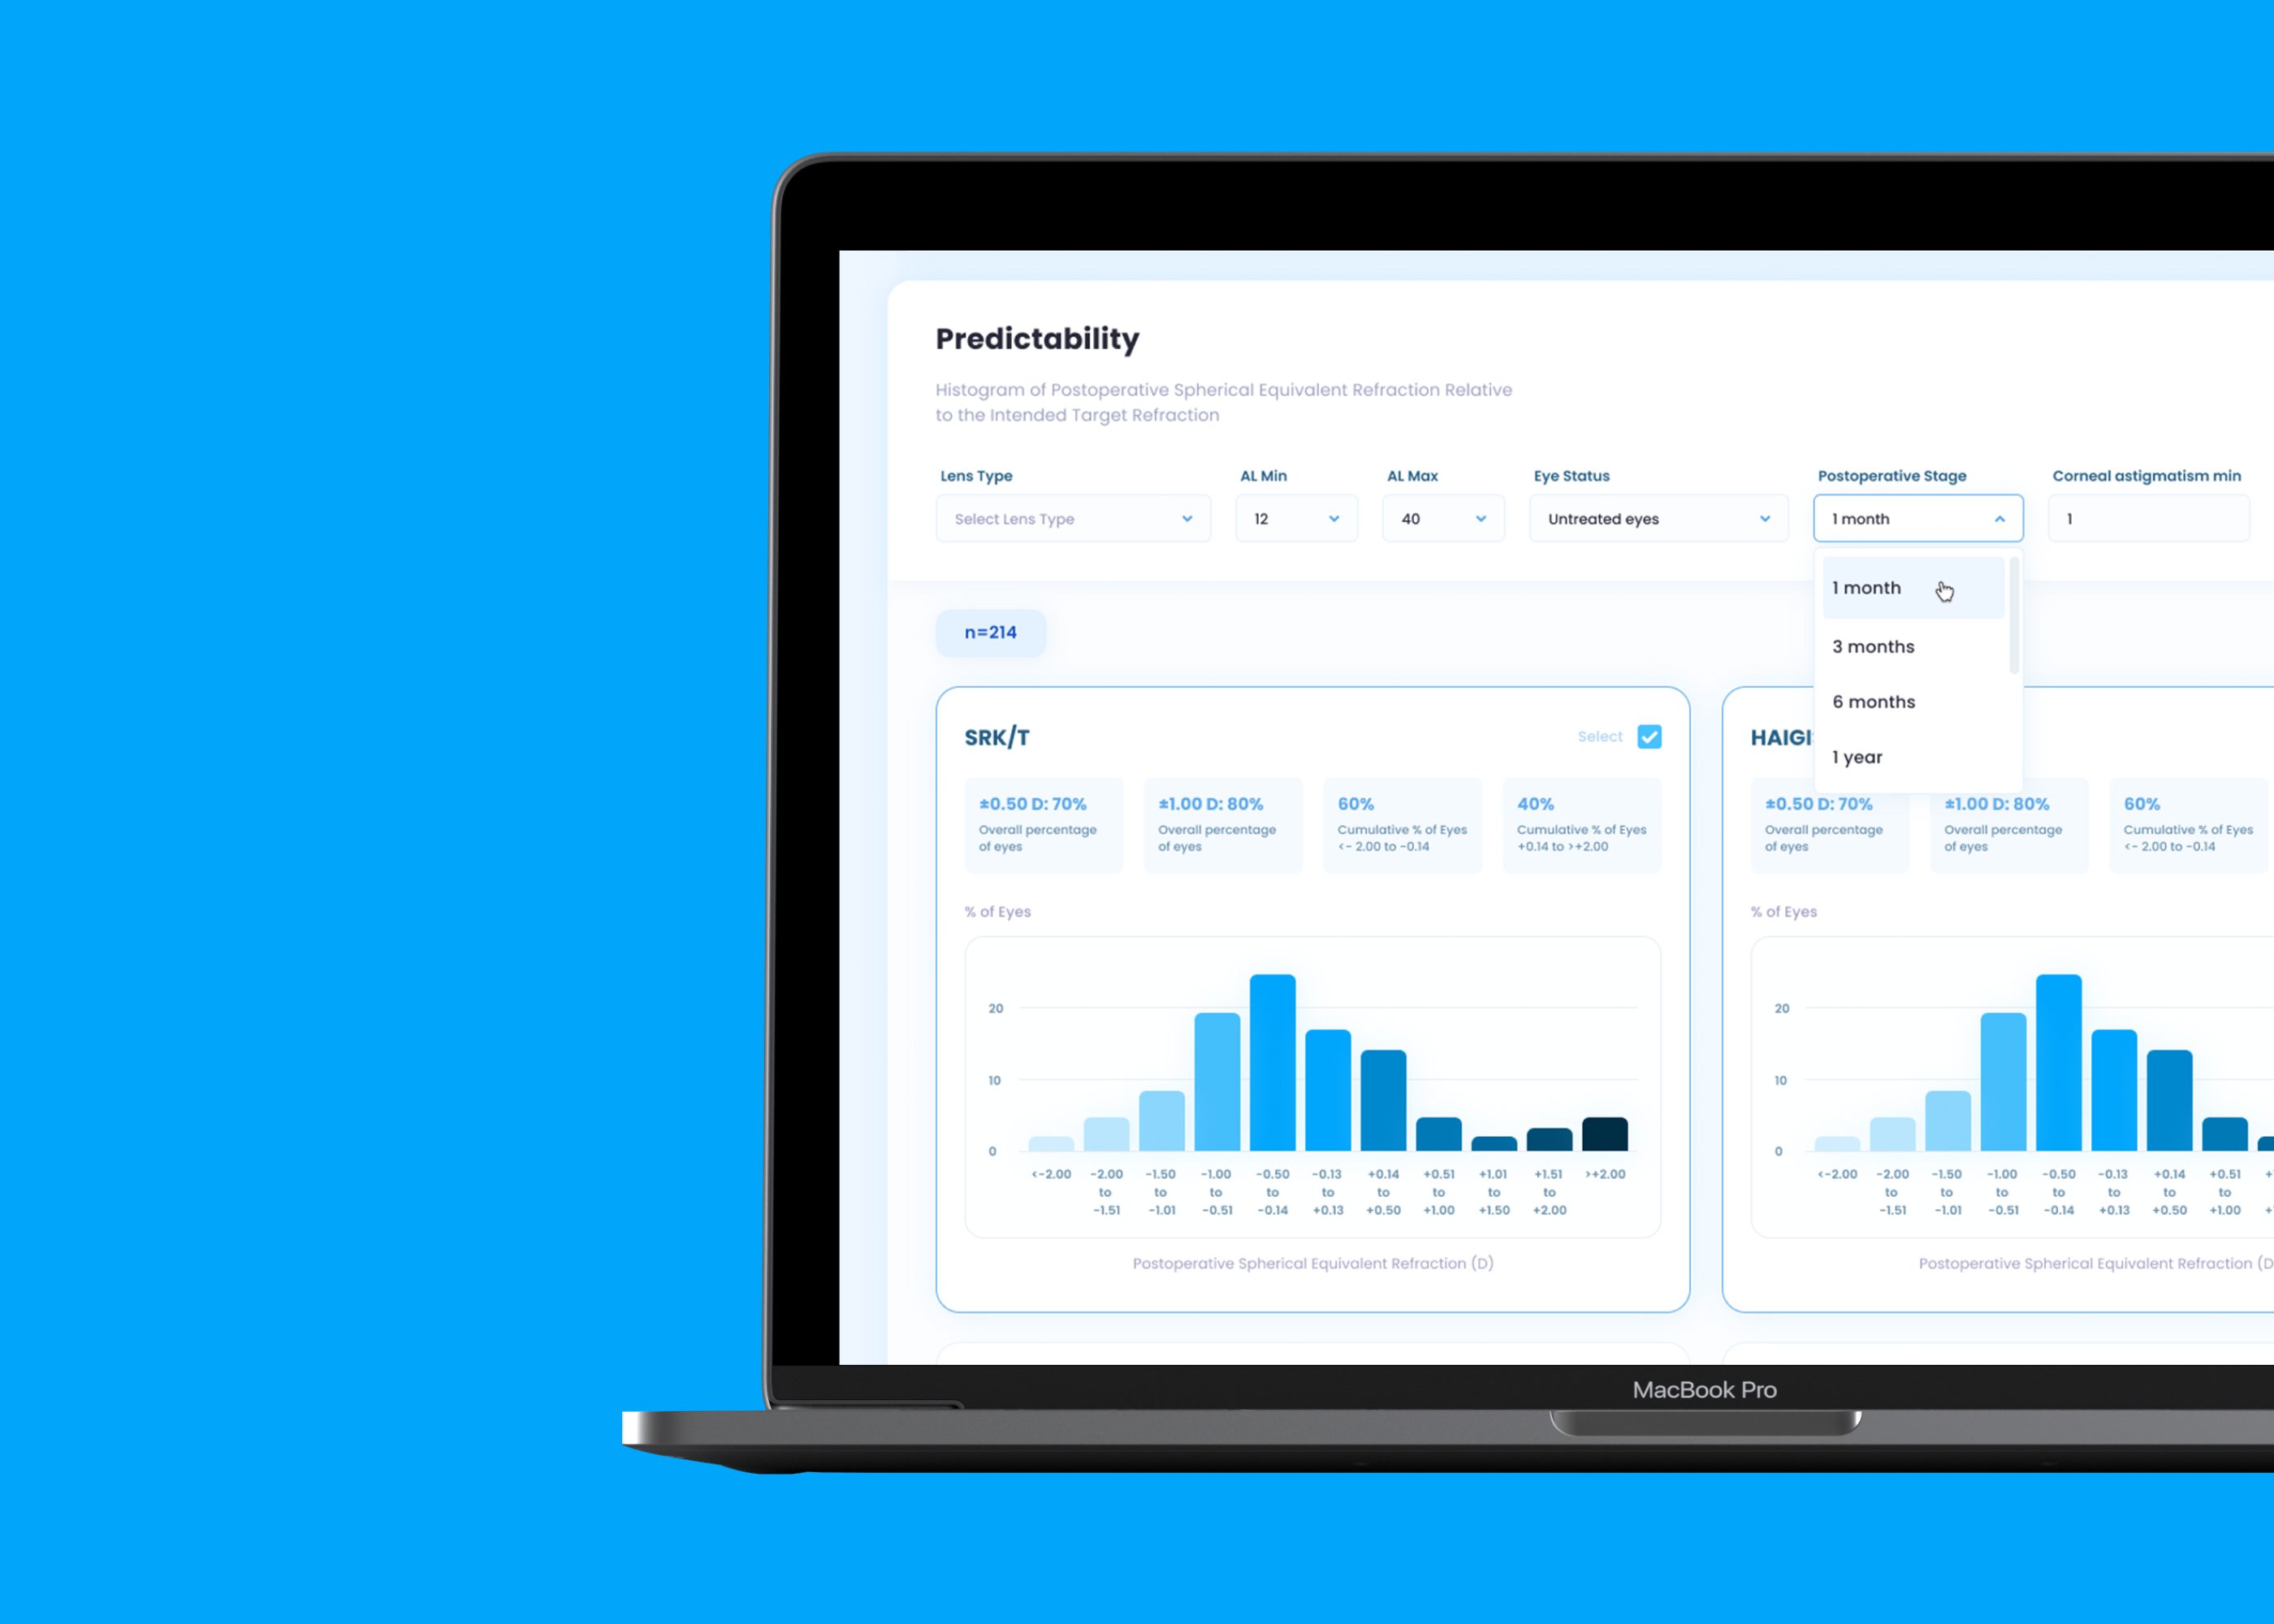 Predictability
Histogram of Postoperative Spherical Equivalent Refraction Relative
to the Intended Target Refraction
Lens Type
AL Min
AL Max
Eye Status
Postoperative Stage
Corneal astigmatism min
Select Lens Type
12
40
Untreated eyes
1 month
1
1 month
3 months
6 months
1 year
n=214
SRK/T
Select
±0.50 D: 70%
Overall percentage
of eyes
±1.00 D: 80%
Overall percentage
of eyes
60%
Cumulative % of Eyes
<- 2.00 to -0.14
40%
Cumulative % of Eyes
+0.14 to >+2.00
% of Eyes
20
10
0
<-2.00
-2.00
to
-1.51
-1.50
to
-1.01
-1.00
to
-0.51
-0.50
to
-0.14
-0.13
to
+0.13
+0.14
to
+0.50
+0.51
to
+1.00
+1.01
to
+1.50
+1.51
to
+2.00
>+2.00
Postoperative Spherical Equivalent Refraction (D)
HAIGI
±0.50 D: 70%
Overall percentage
of eyes
±1.00 D: 80%
Overall percentage
of eyes
60%
Cumulative % of Eyes
<- 2.00 to -0.14
% of Eyes
20
10
0
<-2.00
-2.00
to
-1.51
-1.50
to
-1.01
-1.00
to
-0.51
-0.50
to
-0.14
-0.13
to
+0.13
+0.14
to
+0.50
+0.51
to
+1.00
Postoperative Spherical Equivalent Refraction (D
MacBook Pro